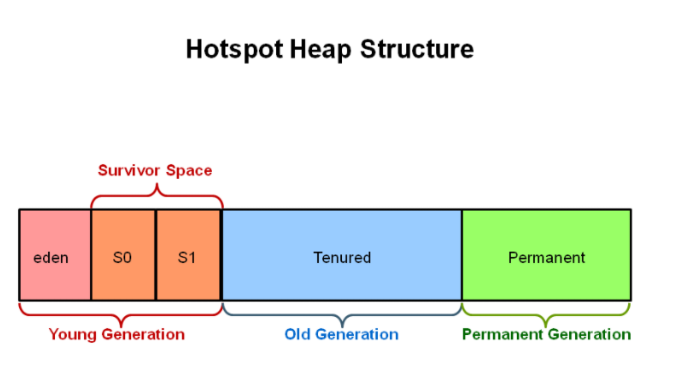 Hotspot Heap Structure
Survivor Space
eden
S0
S1
Tenured
Permanent
Young Generation
Old Generation
Permanent Generation